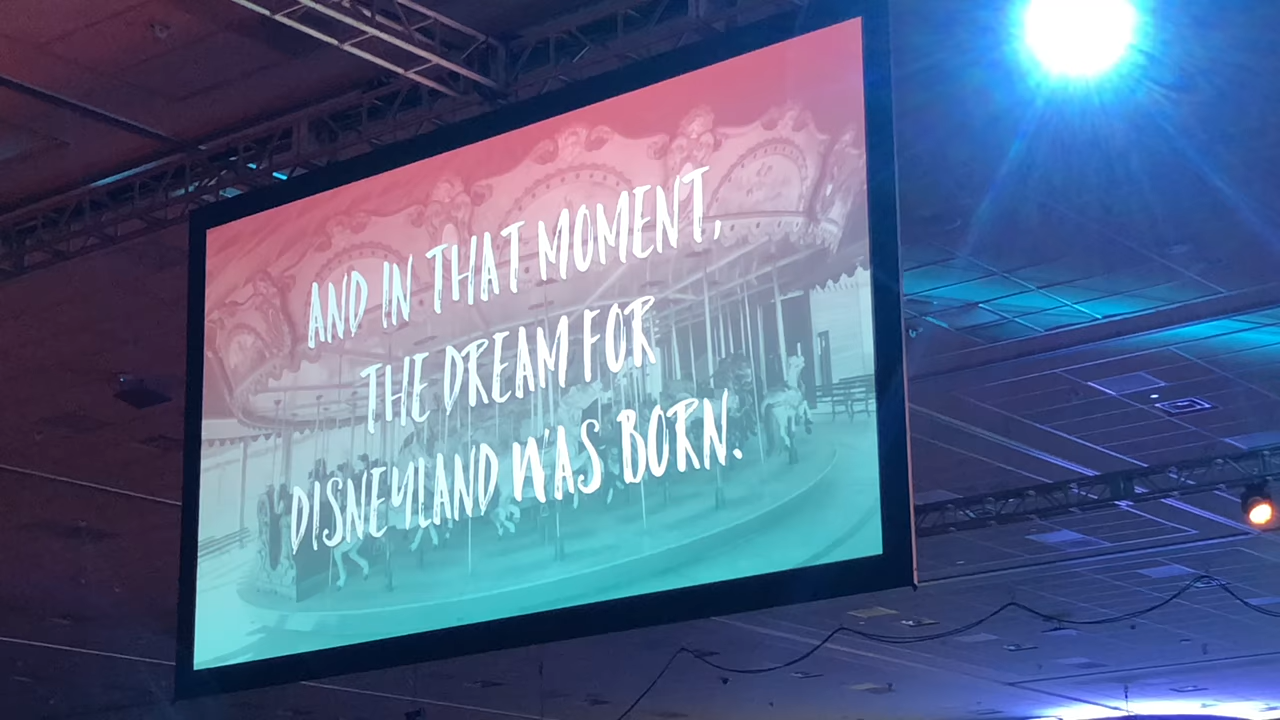 AND IN THAT MOMENT,
THE DREAM FOR
DISNEYLAND WAS BORN.